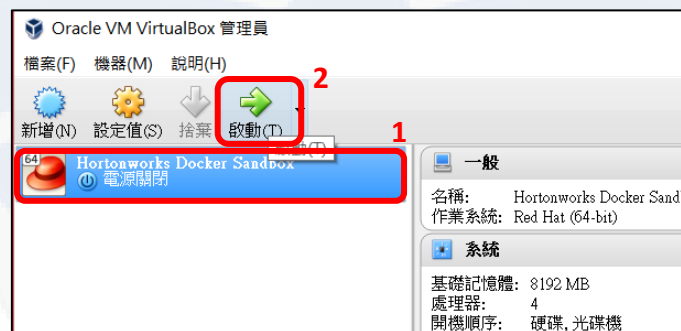 Oracle VM VirtualBox 管理員
檔案(F) 機器(M) 說明(H)
2
新增(N) 設定值(S) 捨棄 啟動(T)
1
64
Hortonworks Docker Sandbox
電源關閉
一般
名稱: Hortonworks Docker Sand
作業系統: Red Hat (64-bit)
系統
基礎記憶體: 8192 MB
處理器: 4
開機順序: 硬碟, 光碟機